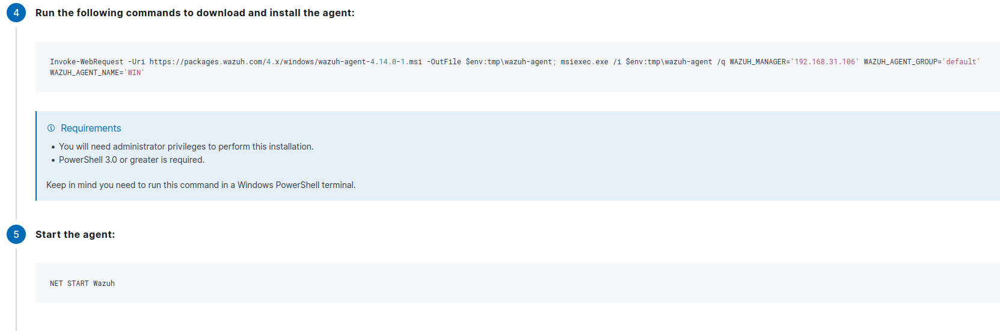 4
Run the following commands to download and install the agent:
Invoke-WebRequest -Uri https://packages.wazuh.com/4.x/windows/wazuh-agent-4.14.0-1.msi -OutFile $env:tmp\wazuh-agent; msiexec.exe /i $env:tmp\wazuh-agent /q WAZUH_MANAGER='192.168.31.106' WAZUH_AGENT_GROUP='default'
WAZUH_AGENT_NAME='WIN'
Requirements
• You will need administrator privileges to perform this installation.
• PowerShell 3.0 or greater is required.
Keep in mind you need to run this command in a Windows PowerShell terminal.
5
Start the agent:
NET START Wazuh